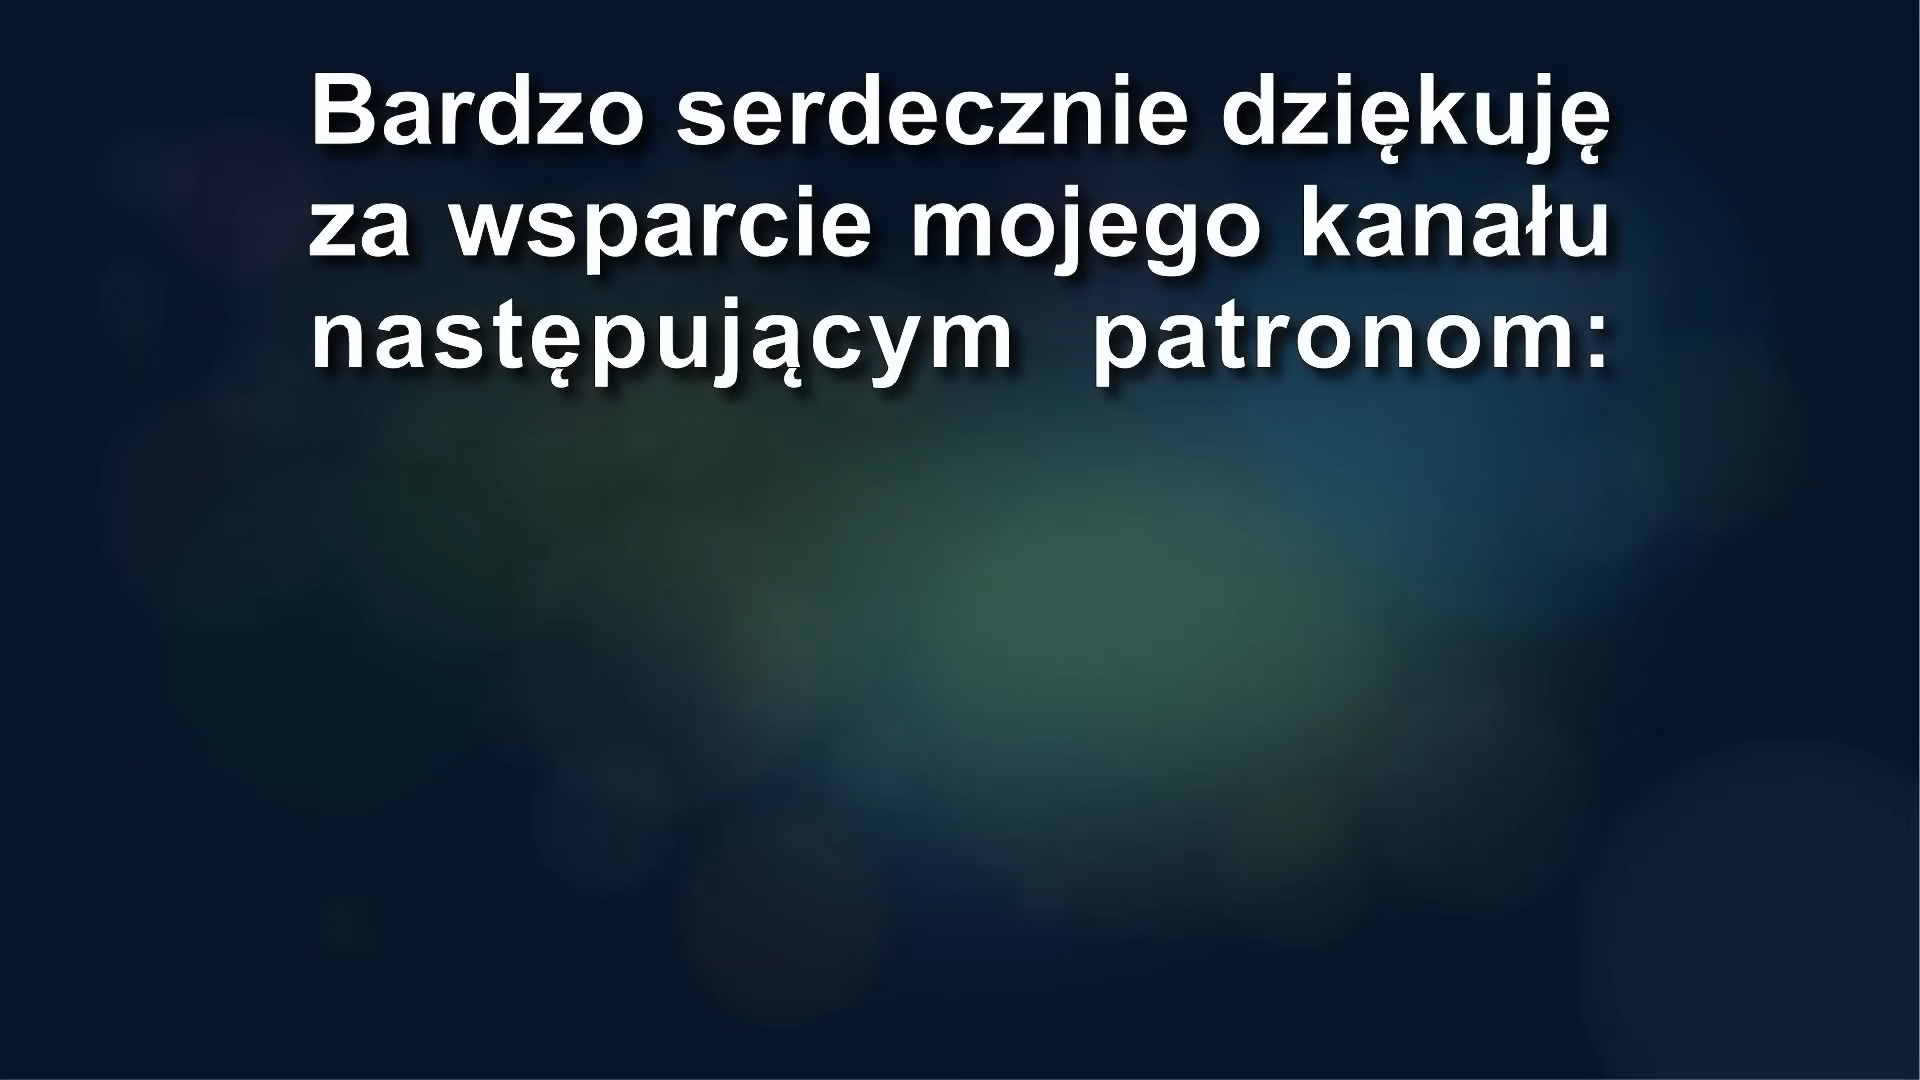 Bardzo serdecznie dziękuję
za wsparcie mojego kanału
następującym patronom: